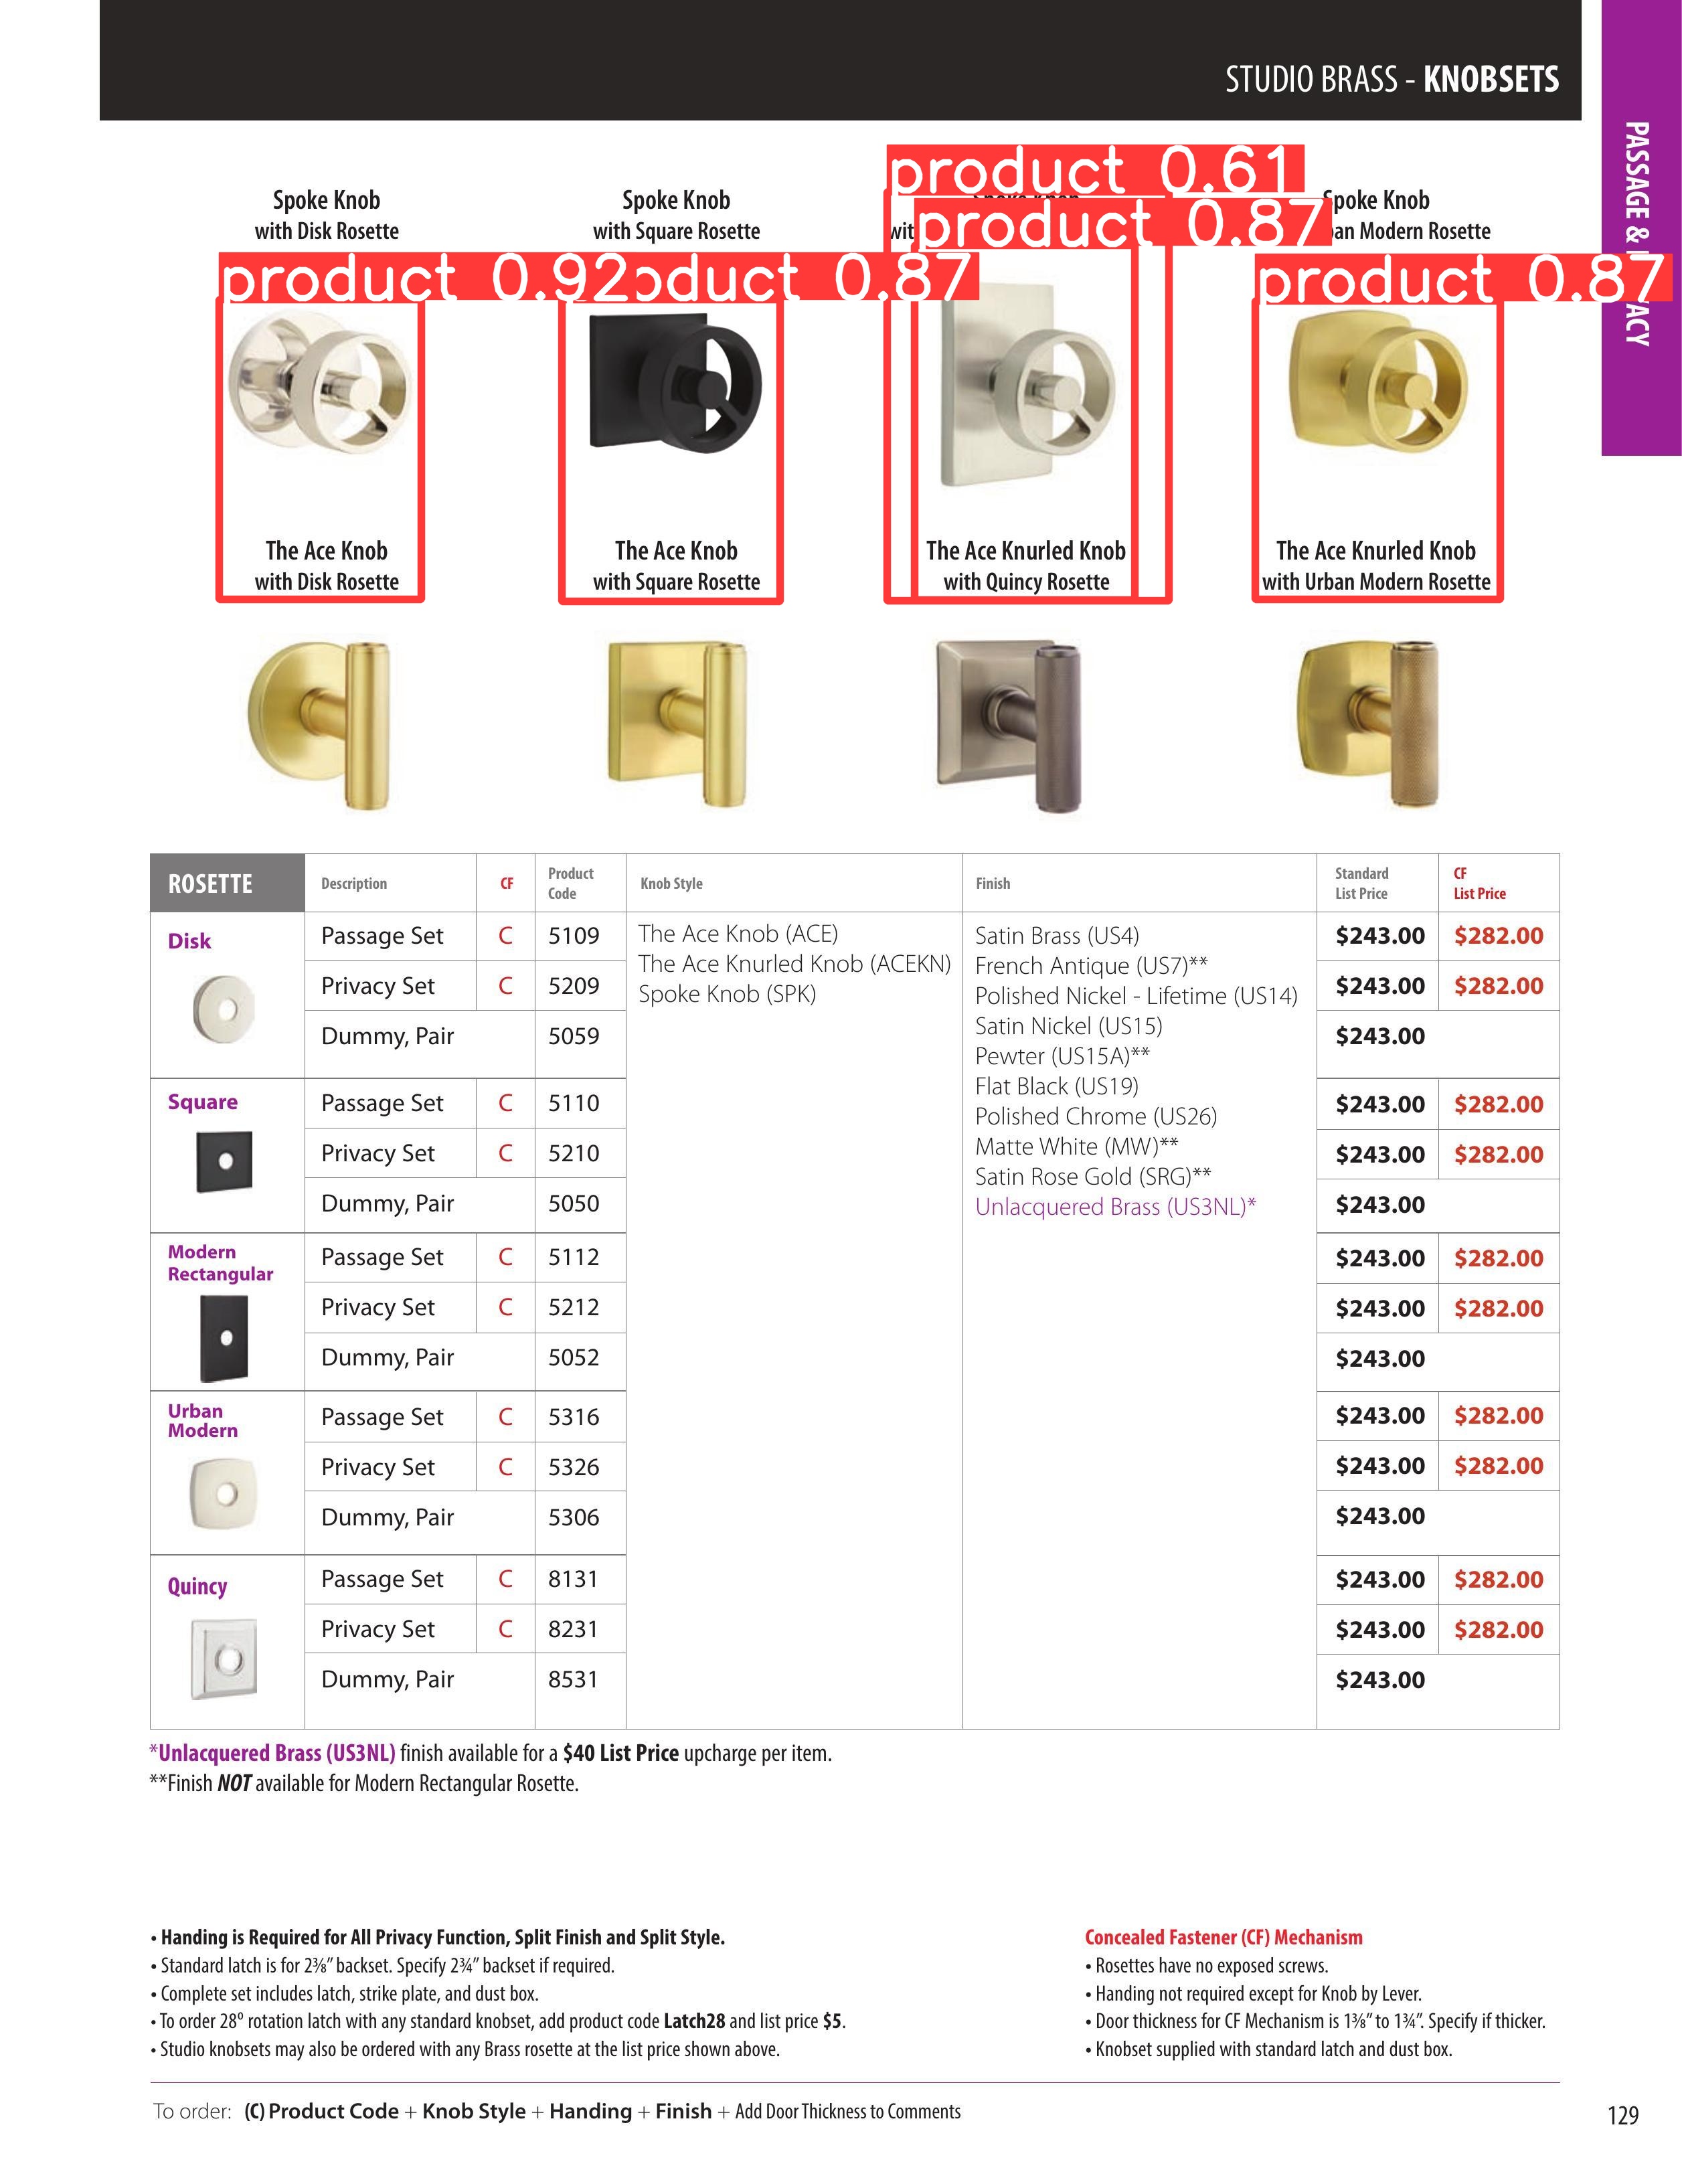 STUDIO BRASS - KNOBSETS
PASSAGE &
ACY
product 0.61
Spoke Knob
with Disk Rosette
Spoke Knob
with Square Rosette
product 0.87
Spoke Knob
Modern Rosette
product 0.92
oduct 0.87
product 0.87
The Ace Knob
with Disk Rosette
The Ace Knob
with Square Rosette
The Ace Knurled Knob
with Quincy Rosette
The Ace Knurled Knob
with Urban Modern Rosette
ROSETTE Description CF Product Code Knob Style Finish Standard List Price CF List Price
Disk
Passage Set C 5109 $243.00 $282.00
Privacy Set C 5209 $243.00 $282.00
Dummy, Pair 5059 $243.00
The Ace Knob (ACE)
The Ace Knurled Knob (ACEKN)
Spoke Knob (SPK)
Satin Brass (US4)
French Antique (US7)**
Polished Nickel - Lifetime (US14)
Satin Nickel (US15)
Pewter (US15A)**
Flat Black (US19)
Polished Chrome (US26)
Matte White (MW)**
Satin Rose Gold (SRG)**
Unlacquered Brass (US3NL)*
Square
Passage Set C 5110 $243.00 $282.00
Privacy Set C 5210 $243.00 $282.00
Dummy, Pair 5050 $243.00
Modern
Rectangular
Passage Set C 5112 $243.00 $282.00
Privacy Set C 5212 $243.00 $282.00
Dummy, Pair 5052 $243.00
Urban
Modern
Passage Set C 5316 $243.00 $282.00
Privacy Set C 5326 $243.00 $282.00
Dummy, Pair 5306 $243.00
Quincy
Passage Set C 8131 $243.00 $282.00
Privacy Set C 8231 $243.00 $282.00
Dummy, Pair 8531 $243.00
*Unlacquered Brass (US3NL) finish available for a $40 List Price upcharge per item.
**Finish NOT available for Modern Rectangular Rosette.
• Handing is Required for All Privacy Function, Split Finish and Split Style.
• Standard latch is for 2⅜" backset. Specify 2¾" backset if required.
• Complete set includes latch, strike plate, and dust box.
• To order 28º rotation latch with any standard knobset, add product code Latch28 and list price $5.
• Studio knobsets may also be ordered with any Brass rosette at the list price shown above.
Concealed Fastener (CF) Mechanism
• Rosettes have no exposed screws.
• Handing not required except for Knob by Lever.
• Door thickness for CF Mechanism is 1⅜" to 1¾". Specify if thicker.
• Knobset supplied with standard latch and dust box.
To order: (C) Product Code + Knob Style + Handing + Finish + Add Door Thickness to Comments
129